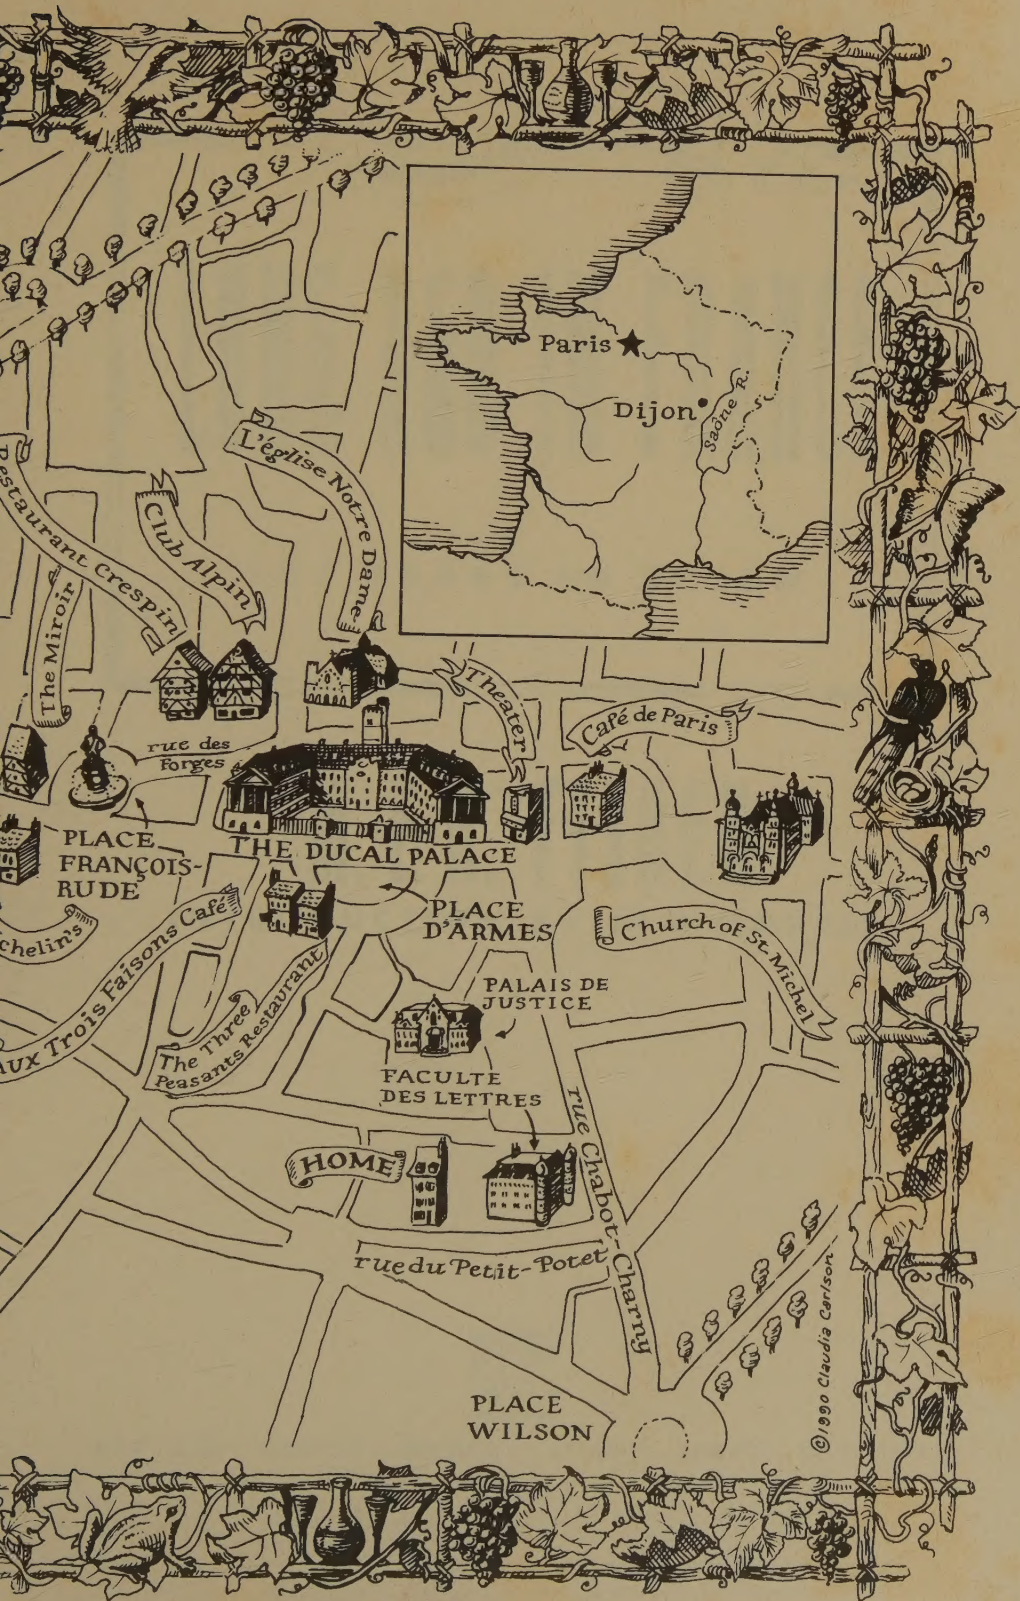 Paris
Dijon
Saône R.
L'église Notre Dame
Club Alpin
Restaurant Crespin
The Miroir
Theater
Café de Paris
rue des
Forges
PLACE
FRANÇOIS-
RUDE
THE DUCAL PALACE
PLACE
D'ARMES
Church of St. Michel
chelin's
Aux Trois Faisons Café
The Three
Peasants Restaurant
PALAIS DE
JUSTICE
FACULTE
DES LETTRES
HOME
rue Chabot-Charny
rue du Petit-Potet
PLACE
WILSON
©1990 Claudia Carlson